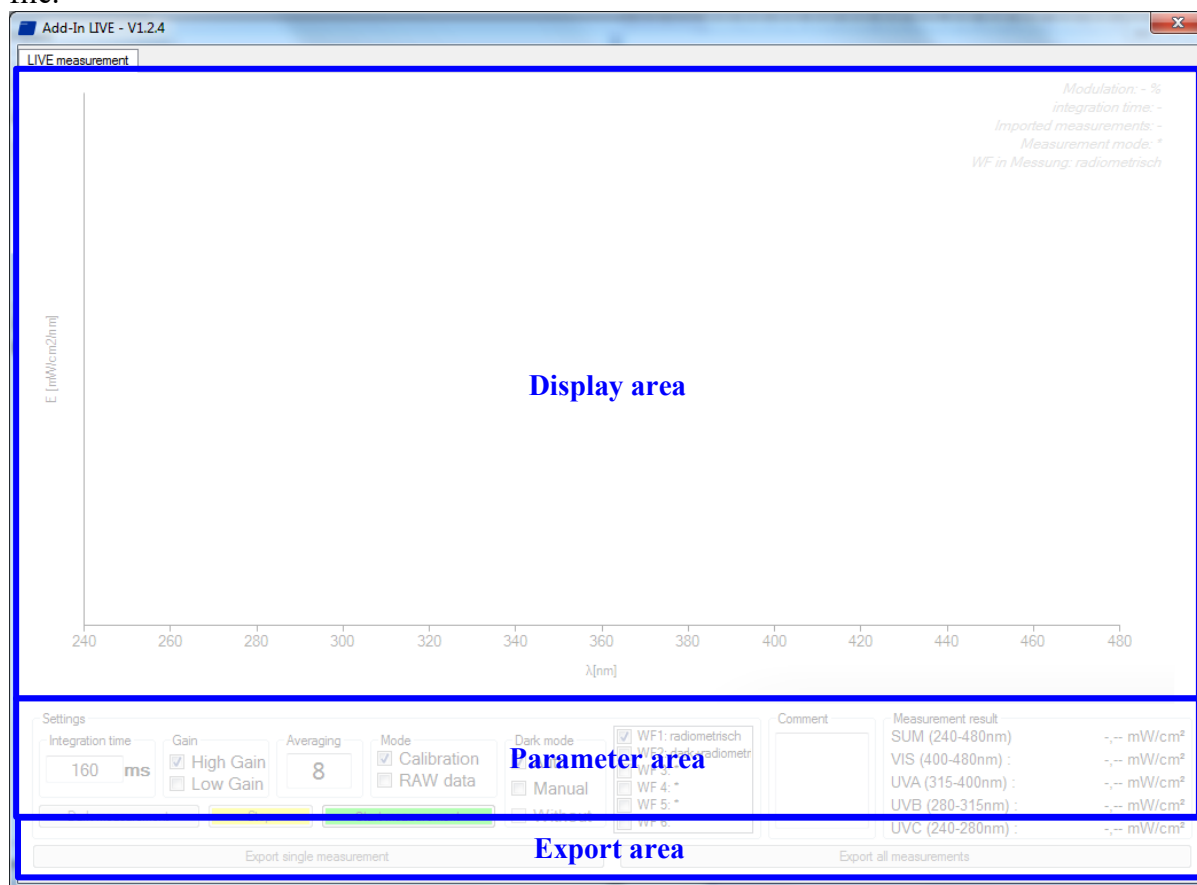 Add-In LIVE - V1.2.4
LIVE measurement
Modulation: - %
integration time: -
Imported measurements: -
Measurement mode: *
WF in Messung: radiometrisch
E [mW/cm2/nm]
Display area
240 260 280 300 320 340 360 380 400 420 440 460 480
λ[nm]
Settings
Integration time
160 ms
Gain
High Gain
Low Gain
Averaging
8
Mode
Calibration
RAW data
Dark mode
Manual
Without
WF1: radiometrisch
WF 4: *
WF 5: *
WF 6:
Parameter area
Comment
Measurement result
SUM (240-480nm) -,-- mW/cm²
VIS (400-480nm) : -,-- mW/cm²
UVA (315-400nm) : -,-- mW/cm²
UVB (280-315nm) : -,-- mW/cm²
UVC (240-280nm) : -,-- mW/cm²
Export area
Export single measurement
Export all measurements